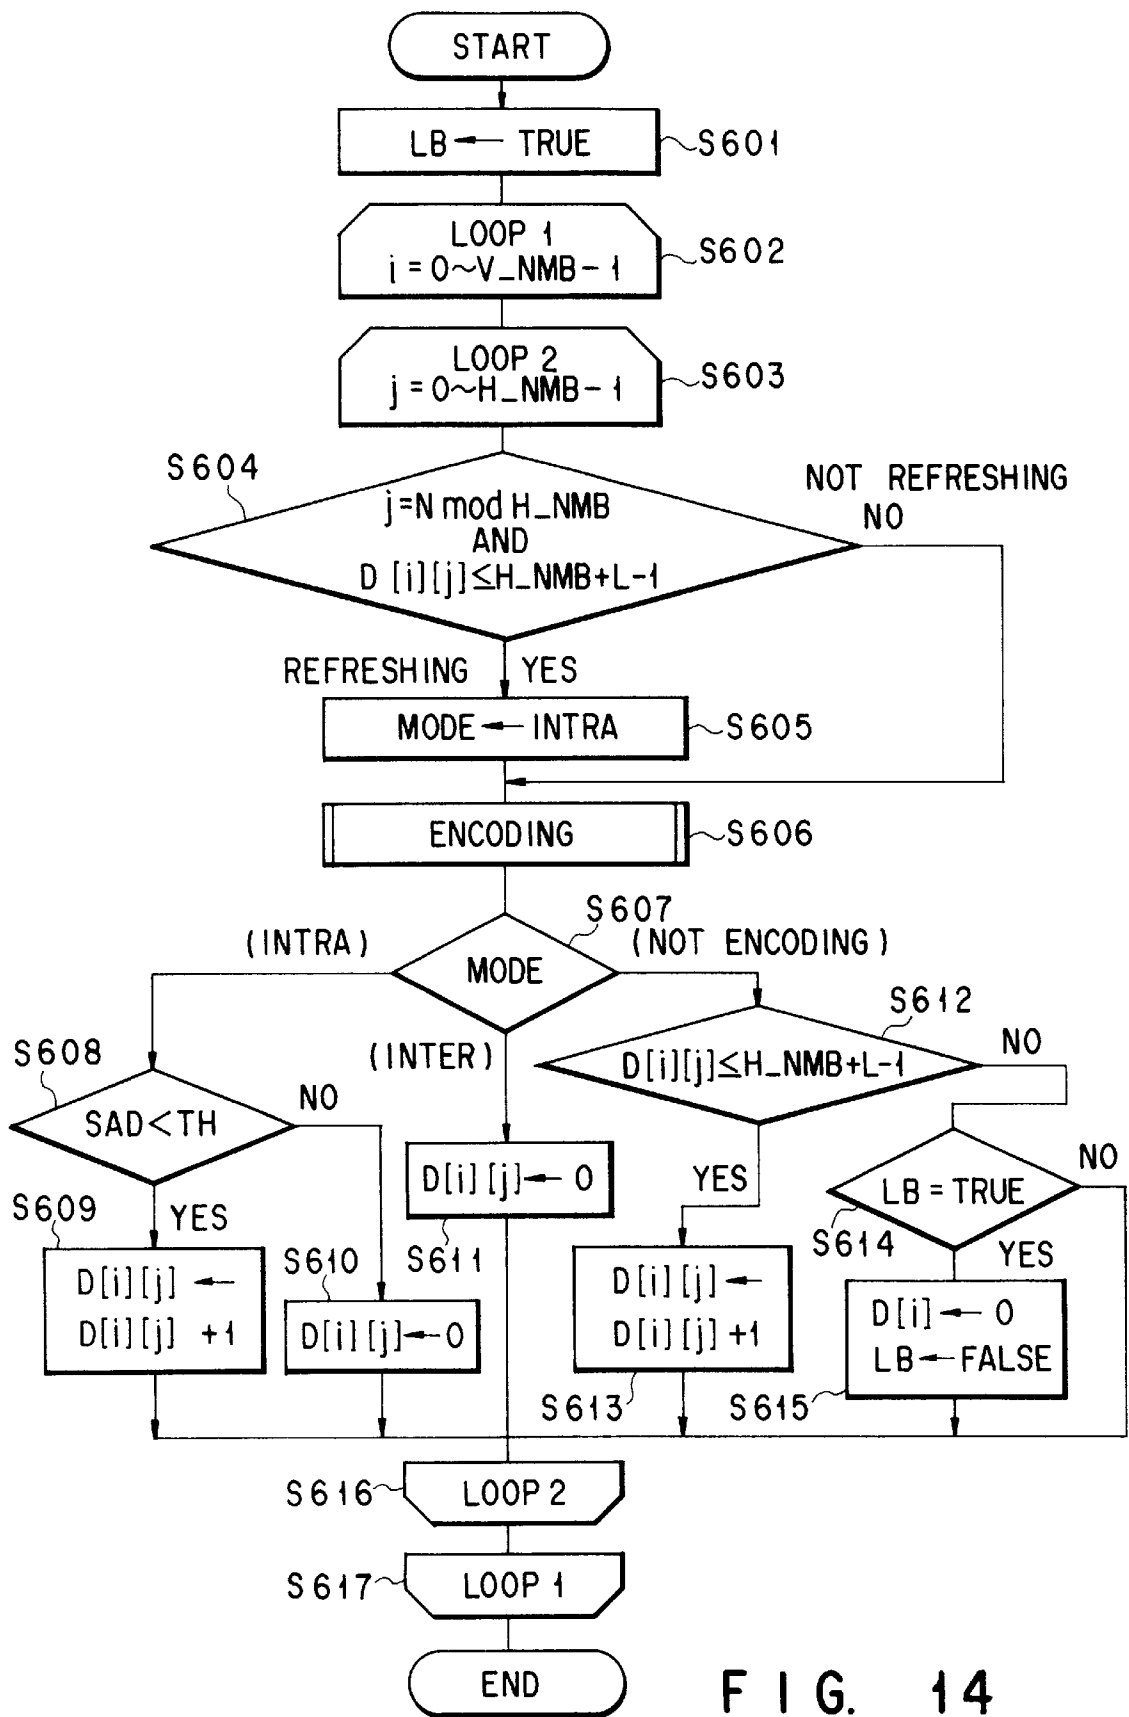 START
LB ← TRUE
S601
LOOP 1
i = 0~V_NMB-1
S602
LOOP 2
j = 0~H_NMB-1
S603
S604
j=N mod H_NMB
AND
D [i][j]≤H_NMB+L-1
NOT REFRESHING
NO
REFRESHING
YES
MODE ← INTRA
S605
ENCODING
S606
S607
(INTRA)
(NOT ENCODING)
MODE
(INTER)
S608
SAD<TH
NO
S612
D[i][j]≤H_NMB+L-1
NO
S609
YES
D[i][j] ←
D[i][j] +1
S610
D[i][j]←0
D[i][j]←0
S611
YES
D[i][j] ←
D[i][j]+1
S613
LB=TRUE
NO
S614
YES
D[i] ← 0
LB←FALSE
S615
S616
LOOP 2
S617
LOOP 1
END
FIG. 14